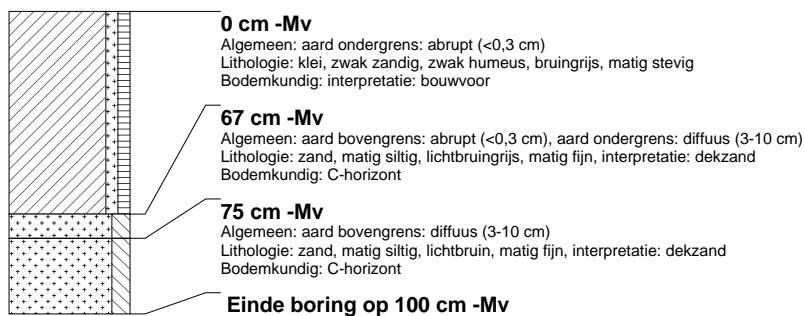 0 cm -Mv
Algemeen: aard ondergrens: abrupt (<0,3 cm)
Lithologie: klei, zwak zandig, zwak humeus, bruingrijs, matig stevig
Bodemkundig: interpretatie: bouwvoor
67 cm -Mv
Algemeen: aard bovengrens: abrupt (<0,3 cm), aard ondergrens: diffuus (3-10 cm)
Lithologie: zand, matig siltig, lichtbruingrijs, matig fijn, interpretatie: dekzand
Bodemkundig: C-horizont
75 cm -Mv
Algemeen: aard bovengrens: diffuus (3-10 cm)
Lithologie: zand, matig siltig, lichtbruin, matig fijn, interpretatie: dekzand
Bodemkundig: C-horizont
Einde boring op 100 cm -Mv